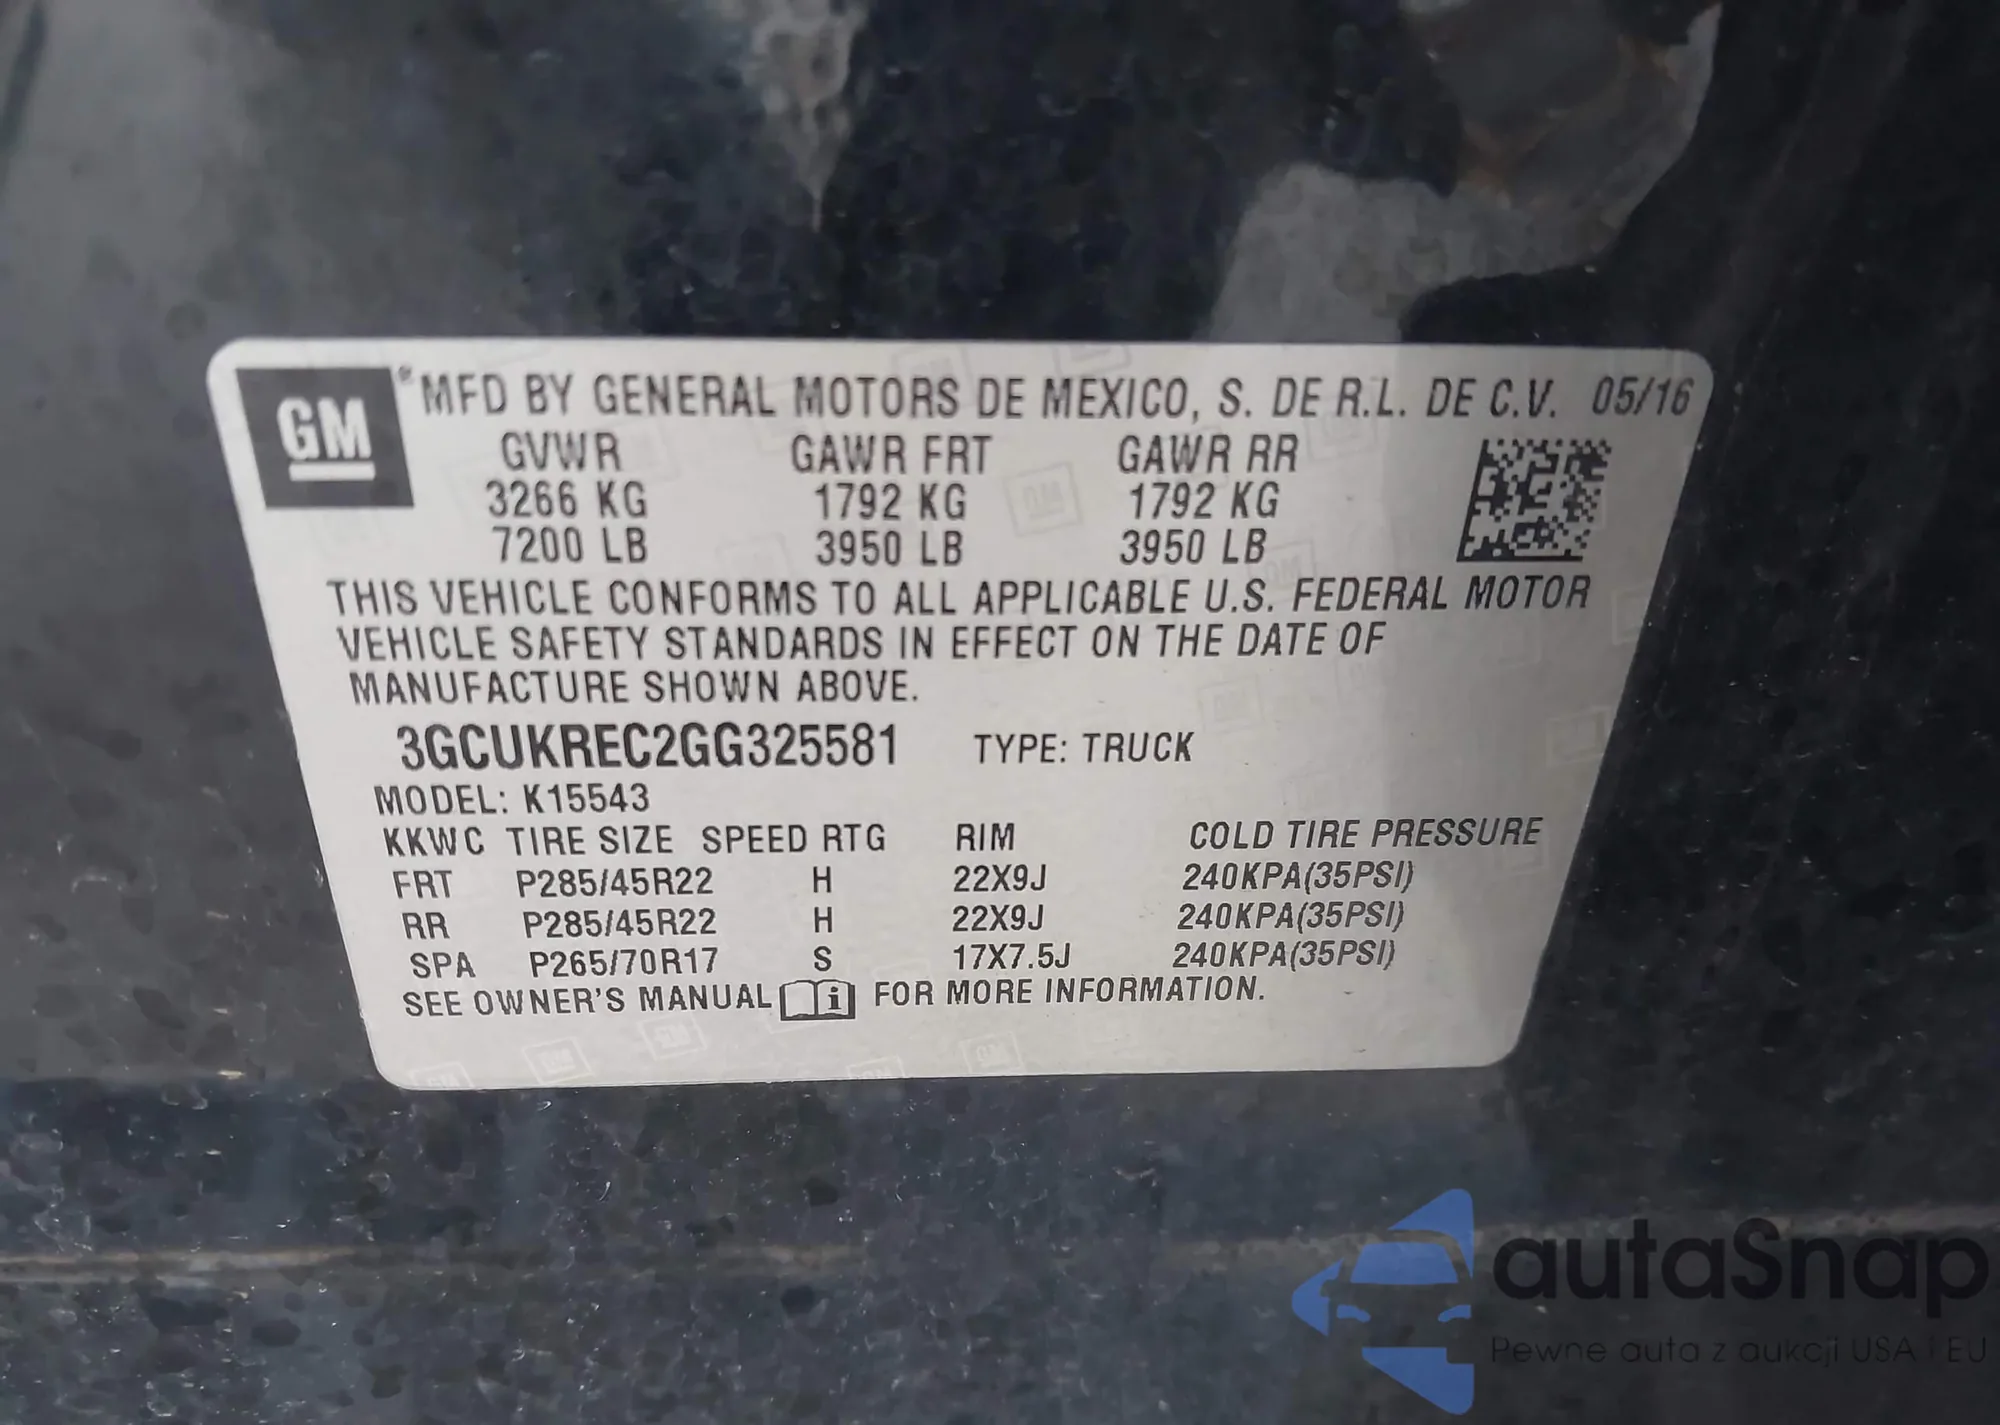 GM
® MFD BY GENERAL MOTORS DE MEXICO, S. DE R.L. DE C.V. 05/16
GVWR GAWR FRT GAWR RR
3266 KG 1792 KG 1792 KG
7200 LB 3950 LB 3950 LB
THIS VEHICLE CONFORMS TO ALL APPLICABLE U.S. FEDERAL MOTOR
VEHICLE SAFETY STANDARDS IN EFFECT ON THE DATE OF
MANUFACTURE SHOWN ABOVE.
3GCUKREC2GG325581 TYPE: TRUCK
MODEL: K15543
KKWC TIRE SIZE SPEED RTG RIM COLD TIRE PRESSURE
FRT P285/45R22 H 22X9J 240KPA(35PSI)
RR P285/45R22 H 22X9J 240KPA(35PSI)
SPA P265/70R17 S 17X7.5J 240KPA(35PSI)
SEE OWNER'S MANUAL i FOR MORE INFORMATION.
autaSnap
Pewne auta z aukcji USA i EU